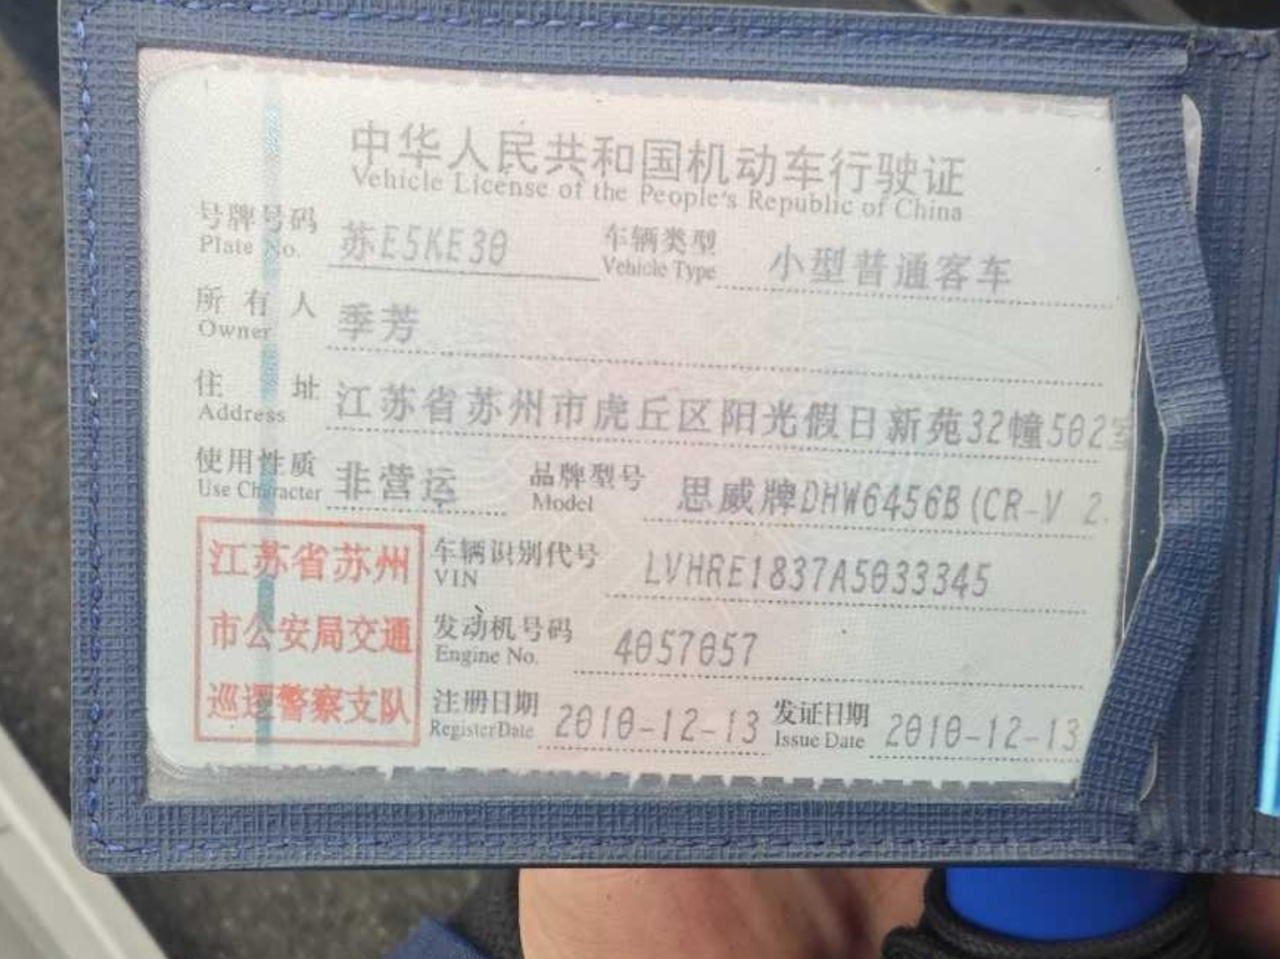 中华人民共和国机动车行驶证
Vehicle License of the People's Republic of China
号牌号码 苏E5KE30 车辆类型 小型普通客车
Plate No. Vehicle Type
所有人 季芳
Owner
住址 江苏省苏州市虎丘区阳光假日新苑32幢502室
Address
使用性质 非营运 品牌型号 思威牌DHW6456B(CR-V 2.
Use Character Model
江苏省苏州
市公安局交通
巡逻警察支队
车辆识别代号 LVHRE1837A5033345
VIN
发动机号码 4057057
Engine No.
注册日期 2010-12-13 发证日期 2010-12-13
Register Date Issue Date